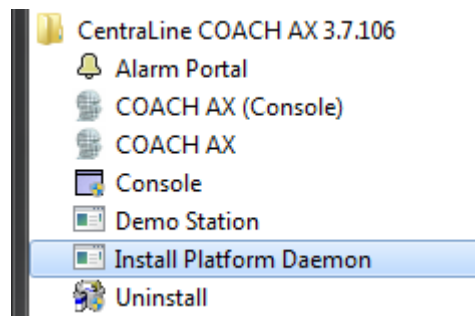 CentraLine COACH AX 3.7.106
Alarm Portal
COACH AX (Console)
COACH AX
Console
Demo Station
Install Platform Daemon
Uninstall